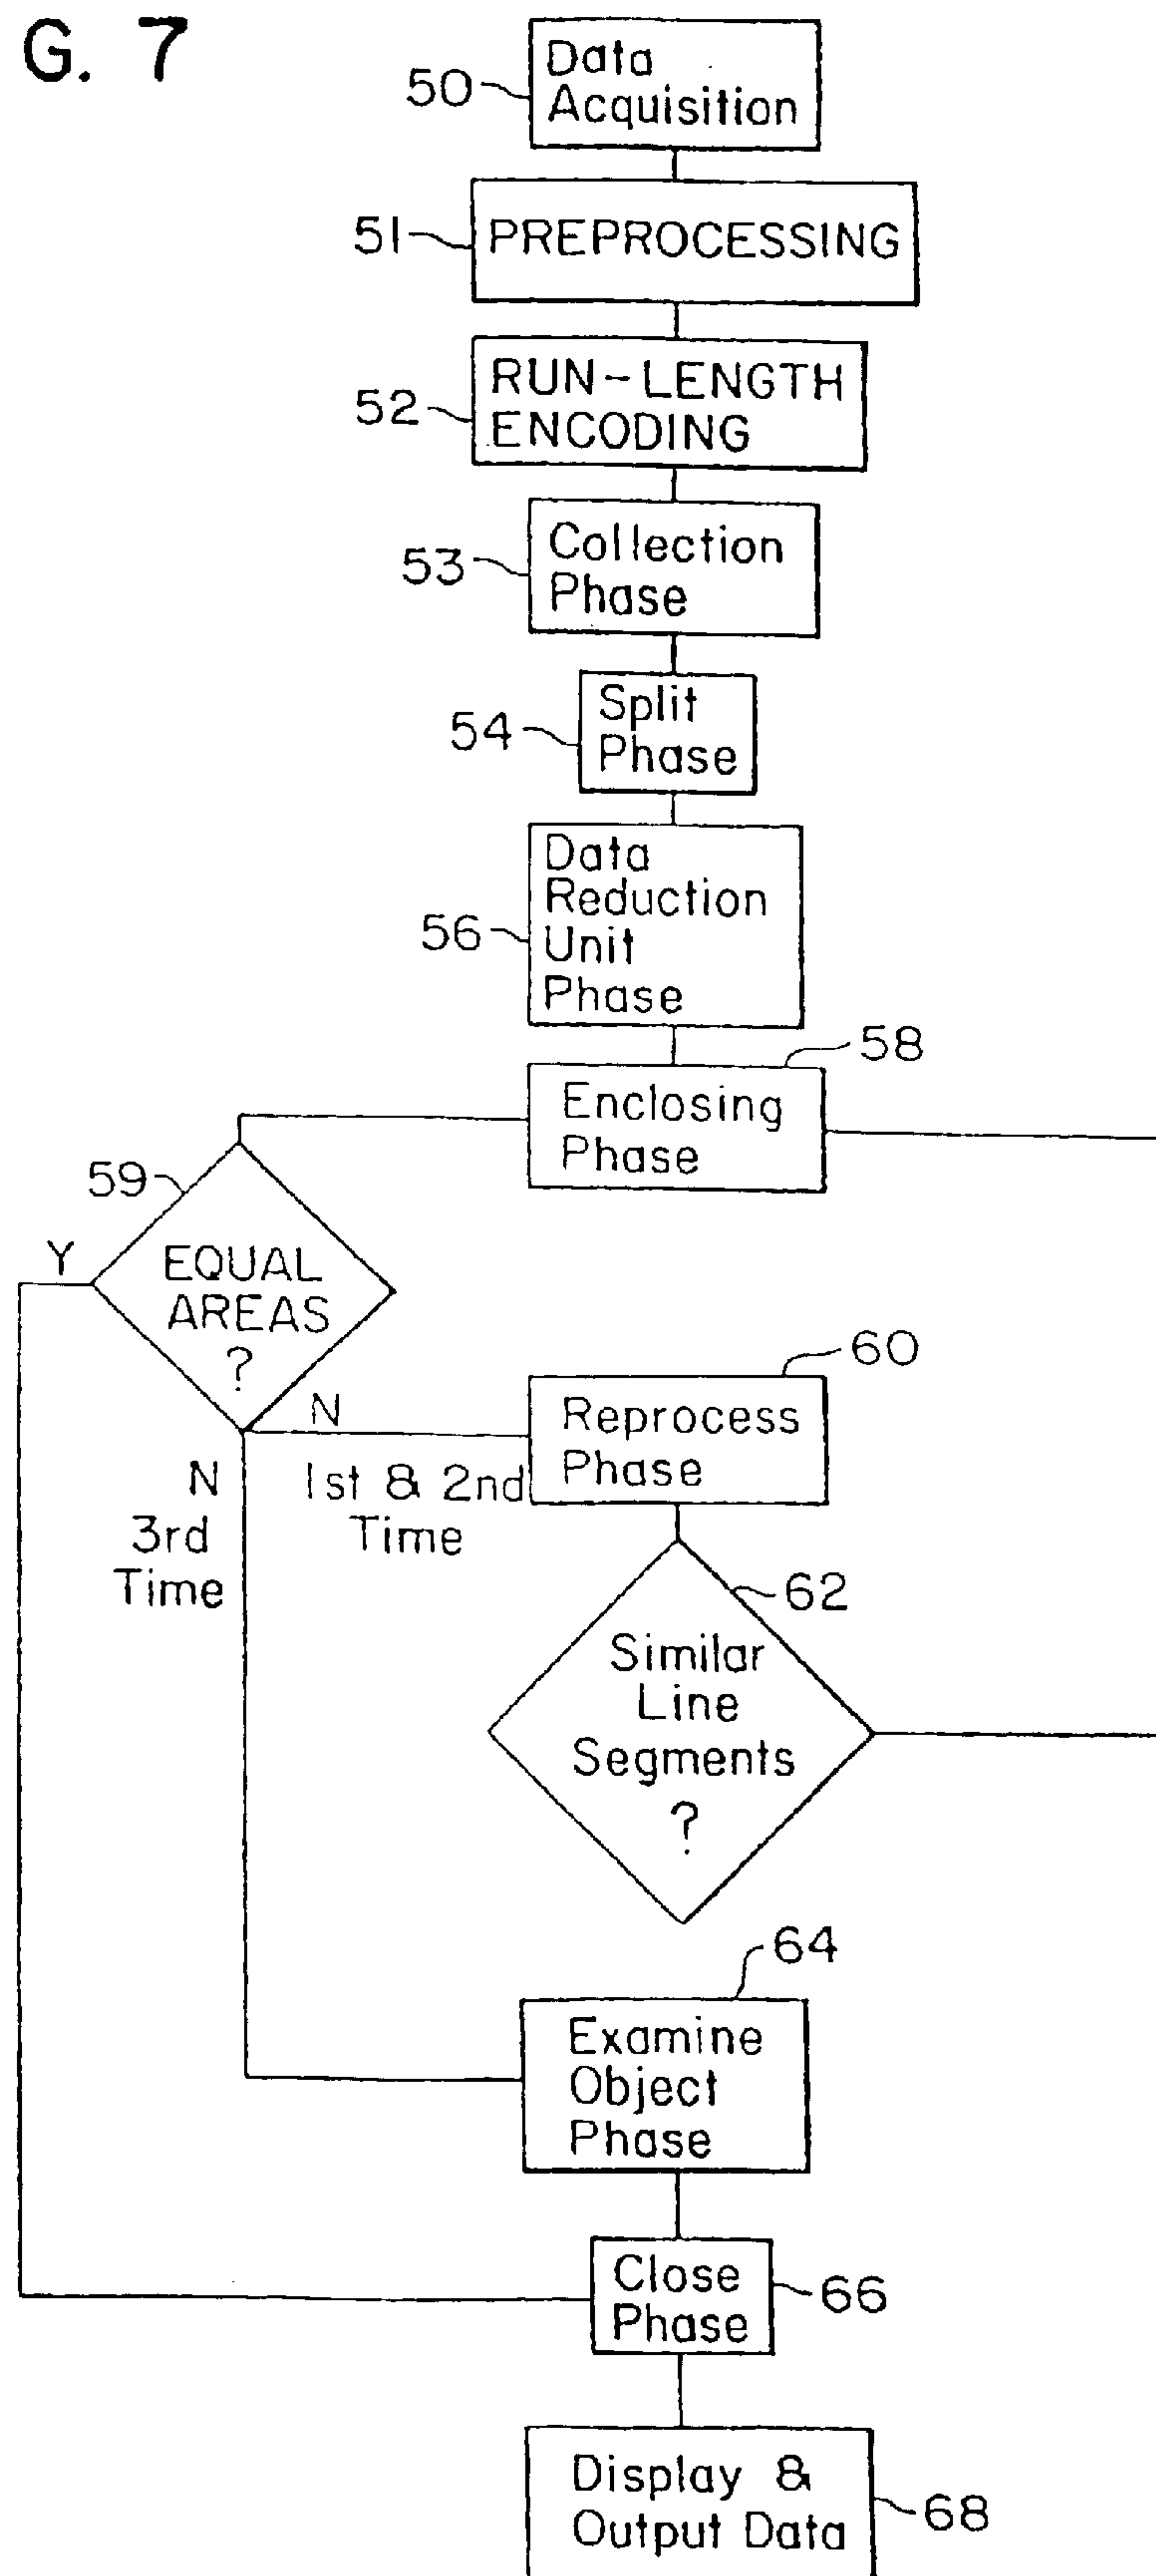 G. 7
50
Data
Acquisition
51
PREPROCESSING
52
RUN-LENGTH
ENCODING
53
Collection
Phase
54
Split
Phase
56
Data
Reduction
Unit
Phase
58
Enclosing
Phase
59
Y
EQUAL
AREAS
?
60
N
Reprocess
Phase
N
3rd
Time
1st & 2nd
Time
62
Similar
Line
Segments
?
64
Examine
Object
Phase
Close
Phase
66
Display &
Output Data
68